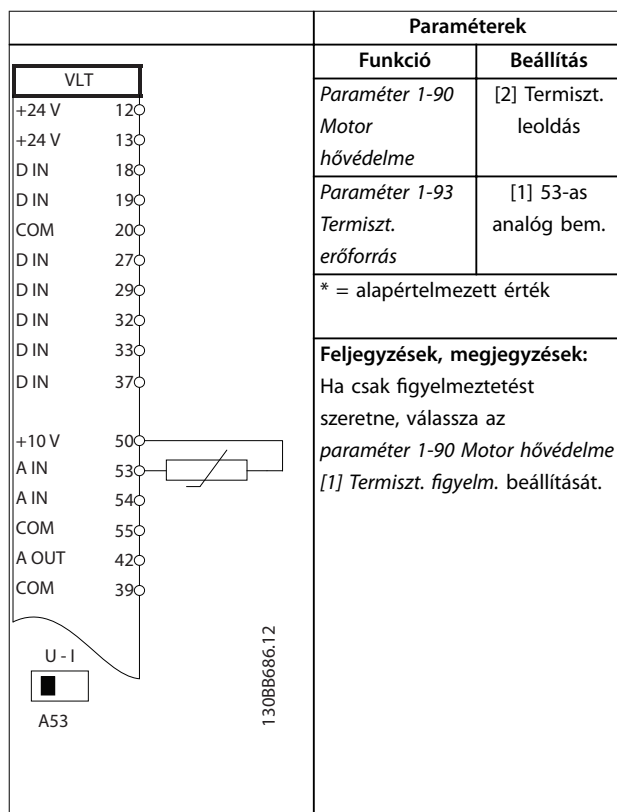 VLT
+24 V 12
+24 V 13
D IN 18
D IN 19
COM 20
D IN 27
D IN 29
D IN 32
D IN 33
D IN 37
+10 V 50
A IN 53
A IN 54
COM 55
A OUT 42
COM 39
U - I
A53
130BB686.12
Paraméterek
Funkció Beállítás
Paraméter 1-90 [2] Termiszt.
Motor leoldás
hővédelme
Paraméter 1-93 [1] 53-as
Termiszt. analóg bem.
erőforrás
* = alapértelmezett érték
Feljegyzések, megjegyzések:
Ha csak figyelmeztetést
szeretne, válassza az
paraméter 1-90 Motor hővédelme
[1] Termiszt. figyelm. beállítását.